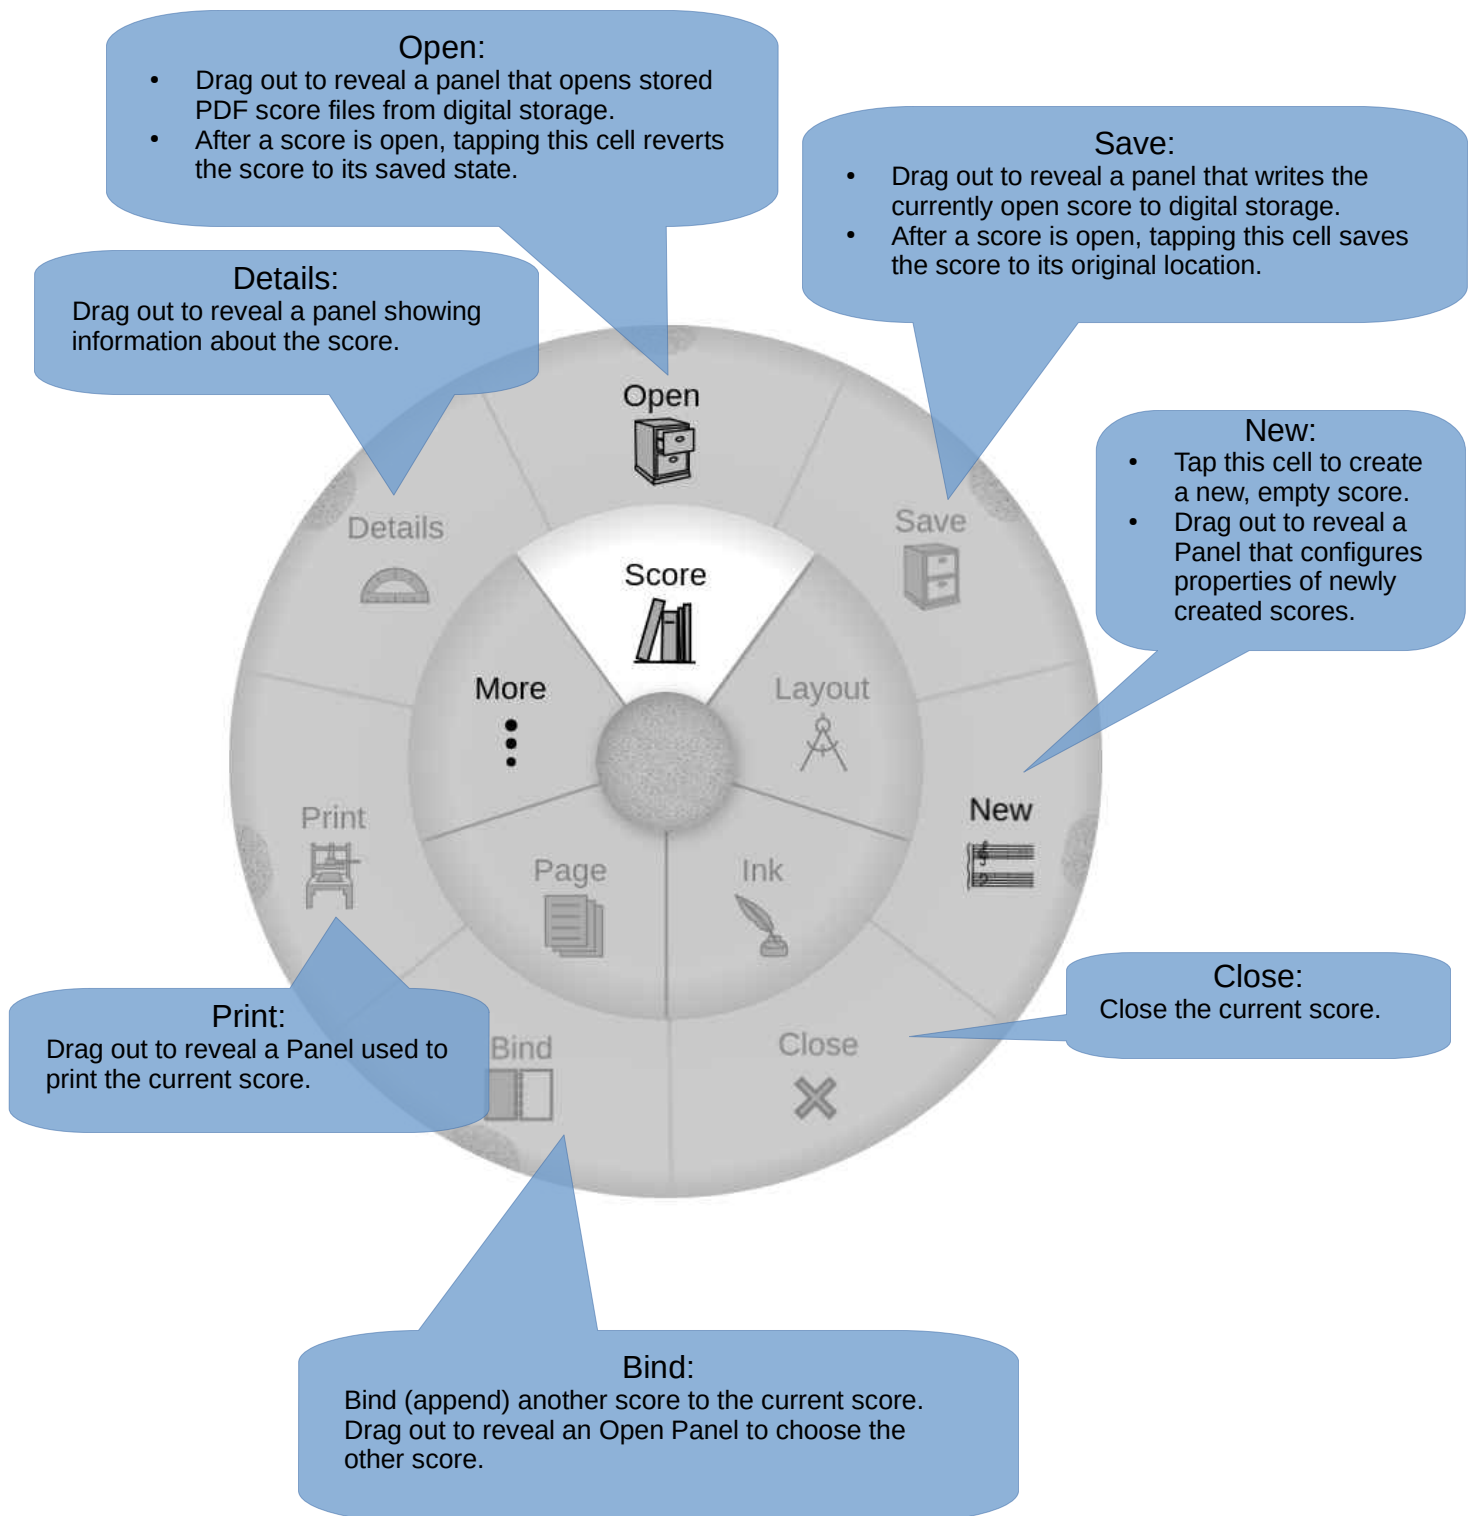 Open:
• Drag out to reveal a panel that opens stored
PDF score files from digital storage.
• After a score is open, tapping this cell reverts
the score to its saved state.
Save:
• Drag out to reveal a panel that writes the
currently open score to digital storage.
• After a score is open, tapping this cell saves
the score to its original location.
Details:
Drag out to reveal a panel showing
information about the score.
New:
• Tap this cell to create
a new, empty score.
• Drag out to reveal a
Panel that configures
properties of newly
created scores.
Open
Details
Save
Score
More
Layout
Print
New
Page
Ink
Close:
Close the current score.
Print:
Drag out to reveal a Panel used to
print the current score.
Bind
Close
Bind:
Bind (append) another score to the current score.
Drag out to reveal an Open Panel to choose the
other score.